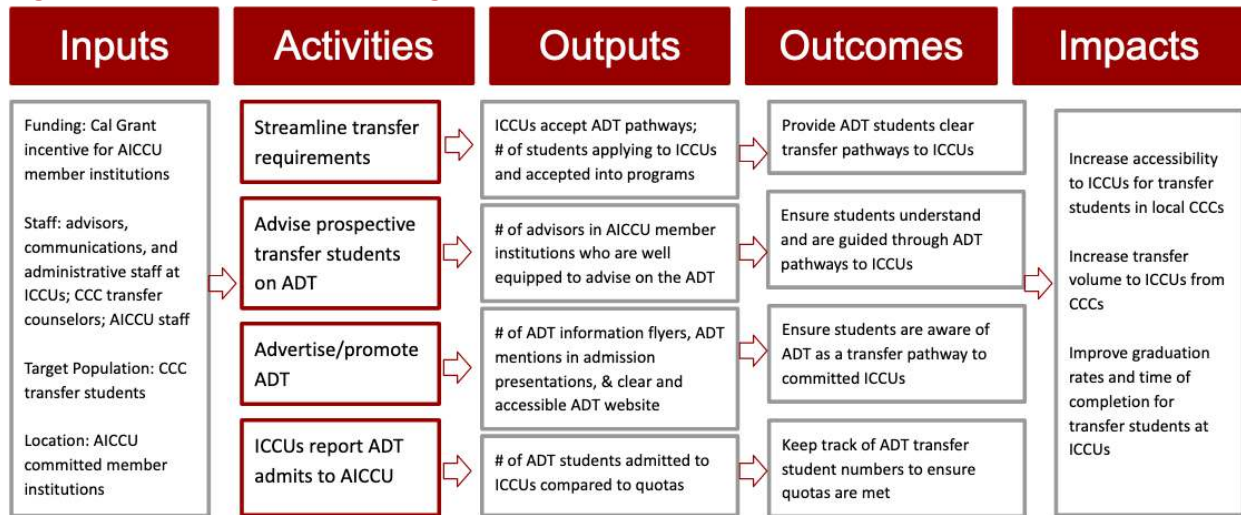 Inputs
Activities
Outputs
Outcomes
Impacts
Funding: Cal Grant
incentive for AICCU
member institutions
Staff: advisors,
communications, and
administrative staff at
ICCUs; CCC transfer
counselors; AICCU staff
Target Population: CCC
transfer students
Location: AICCU
committed member
institutions
Streamline transfer
requirements
Advise prospective
transfer students
on ADT
Advertise/promote
ADT
ICCUs report ADT
admits to AICCU
ICCUs accept ADT pathways;
# of students applying to ICCUs
and accepted into programs
# of advisors in AICCU member
institutions who are well
equipped to advise on the ADT
# of ADT information flyers, ADT
mentions in admission
presentations, & clear and
accessible ADT website
# of ADT students admitted to
ICCUs compared to quotas
Provide ADT students clear
transfer pathways to ICCUs
Ensure students understand
and are guided through ADT
pathways to ICCUs
Ensure students are aware of
ADT as a transfer pathway to
committed ICCUs
Keep track of ADT transfer
student numbers to ensure
quotas are met
Increase accessibility
to ICCUs for transfer
students in local CCCs
Increase transfer
volume to ICCUs from
CCCs
Improve graduation
rates and time of
completion for
transfer students at
ICCUs